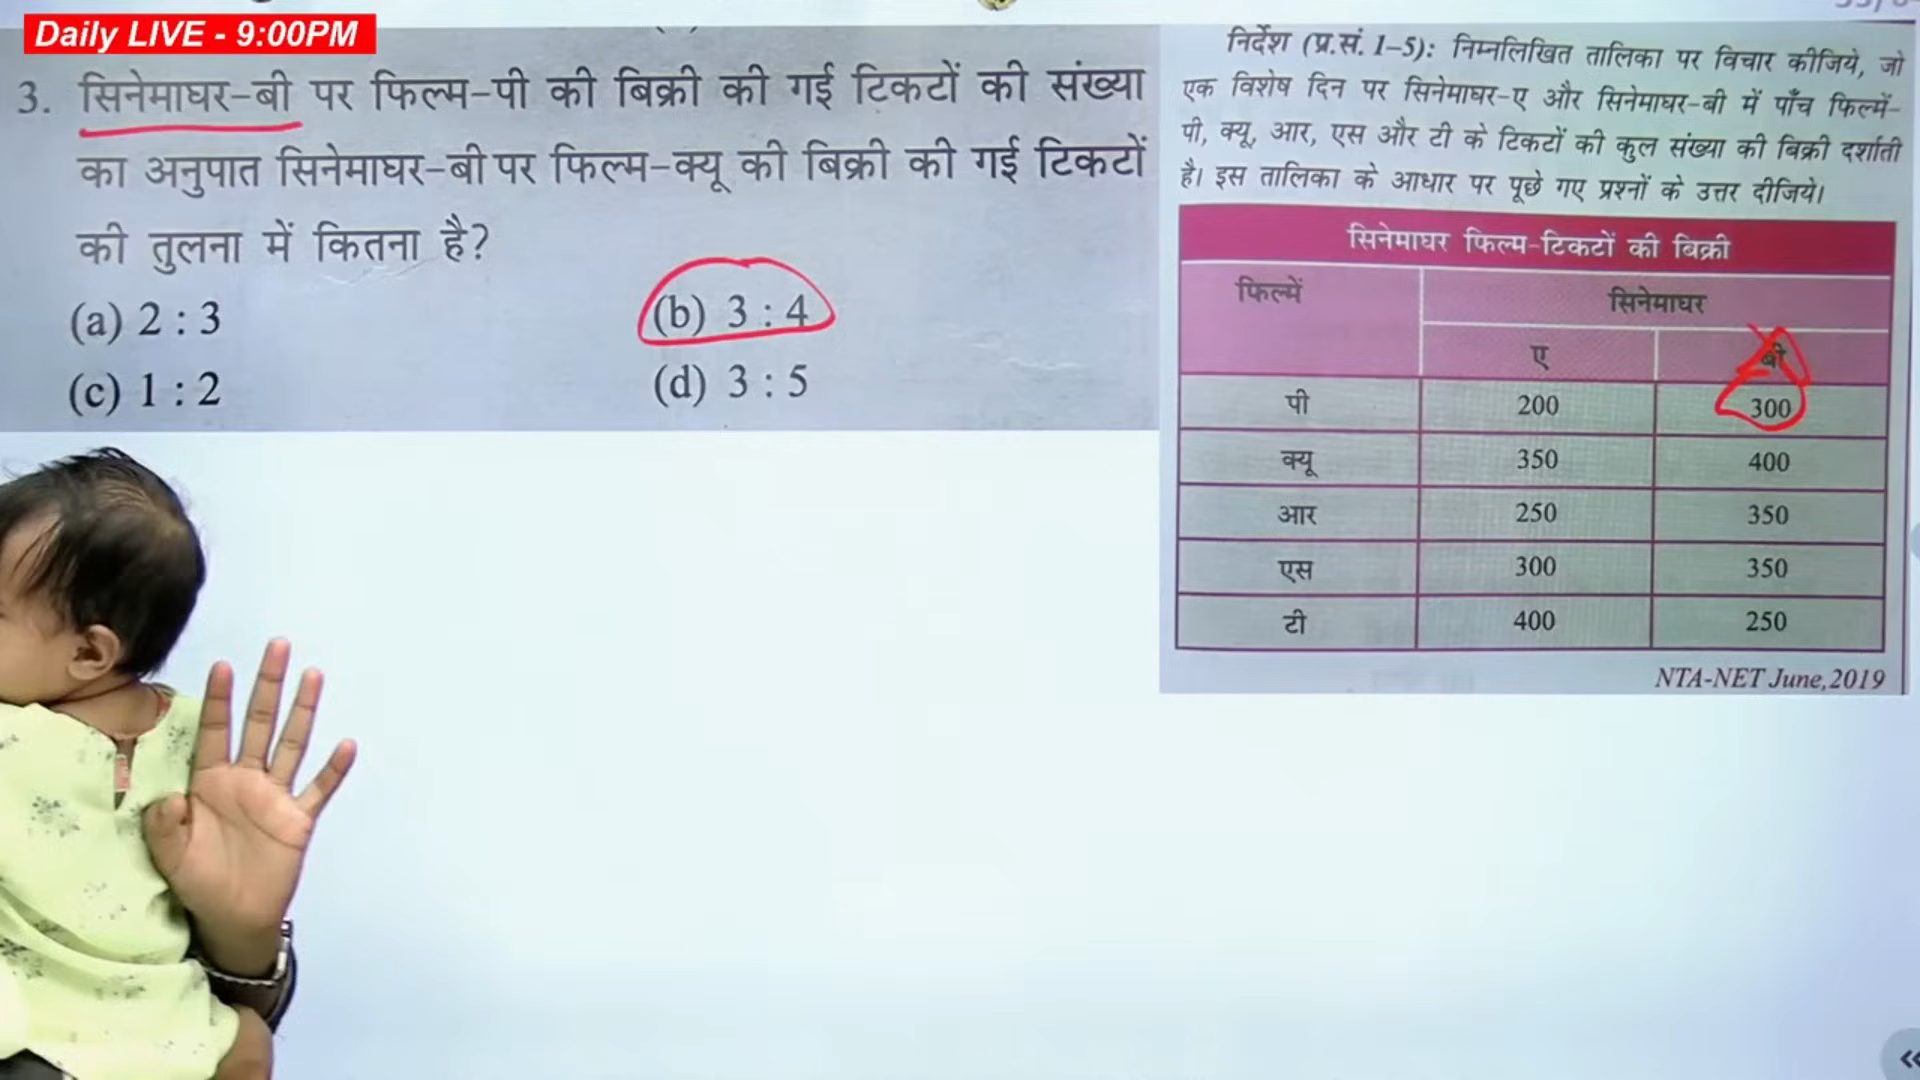 Daily LIVE - 9:00PM
3. सिनेमाघर-बी पर फिल्म-पी की बिक्री की गई टिकटों की संख्या
का अनुपात सिनेमाघर-बी पर फिल्म-क्यू की बिक्री की गई टिकटों
की तुलना में कितना है?
(a) 2 : 3 (b) 3 : 4
(c) 1 : 2 (d) 3 : 5
निर्देश (प्र.सं. 1-5): निम्नलिखित तालिका पर विचार कीजिये, जो
एक विशेष दिन पर सिनेमाघर-ए और सिनेमाघर-बी में पाँच फिल्में-
पी, क्यू, आर, एस और टी के टिकटों की कुल संख्या की बिक्री दर्शाती
है। इस तालिका के आधार पर पूछे गए प्रश्नों के उत्तर दीजिये।
सिनेमाघर फिल्म-टिकटों की बिक्री
फिल्में सिनेमाघर
ए बी
पी 200 300
क्यू 350 400
आर 250 350
एस 300 350
टी 400 250
NTA-NET June,2019